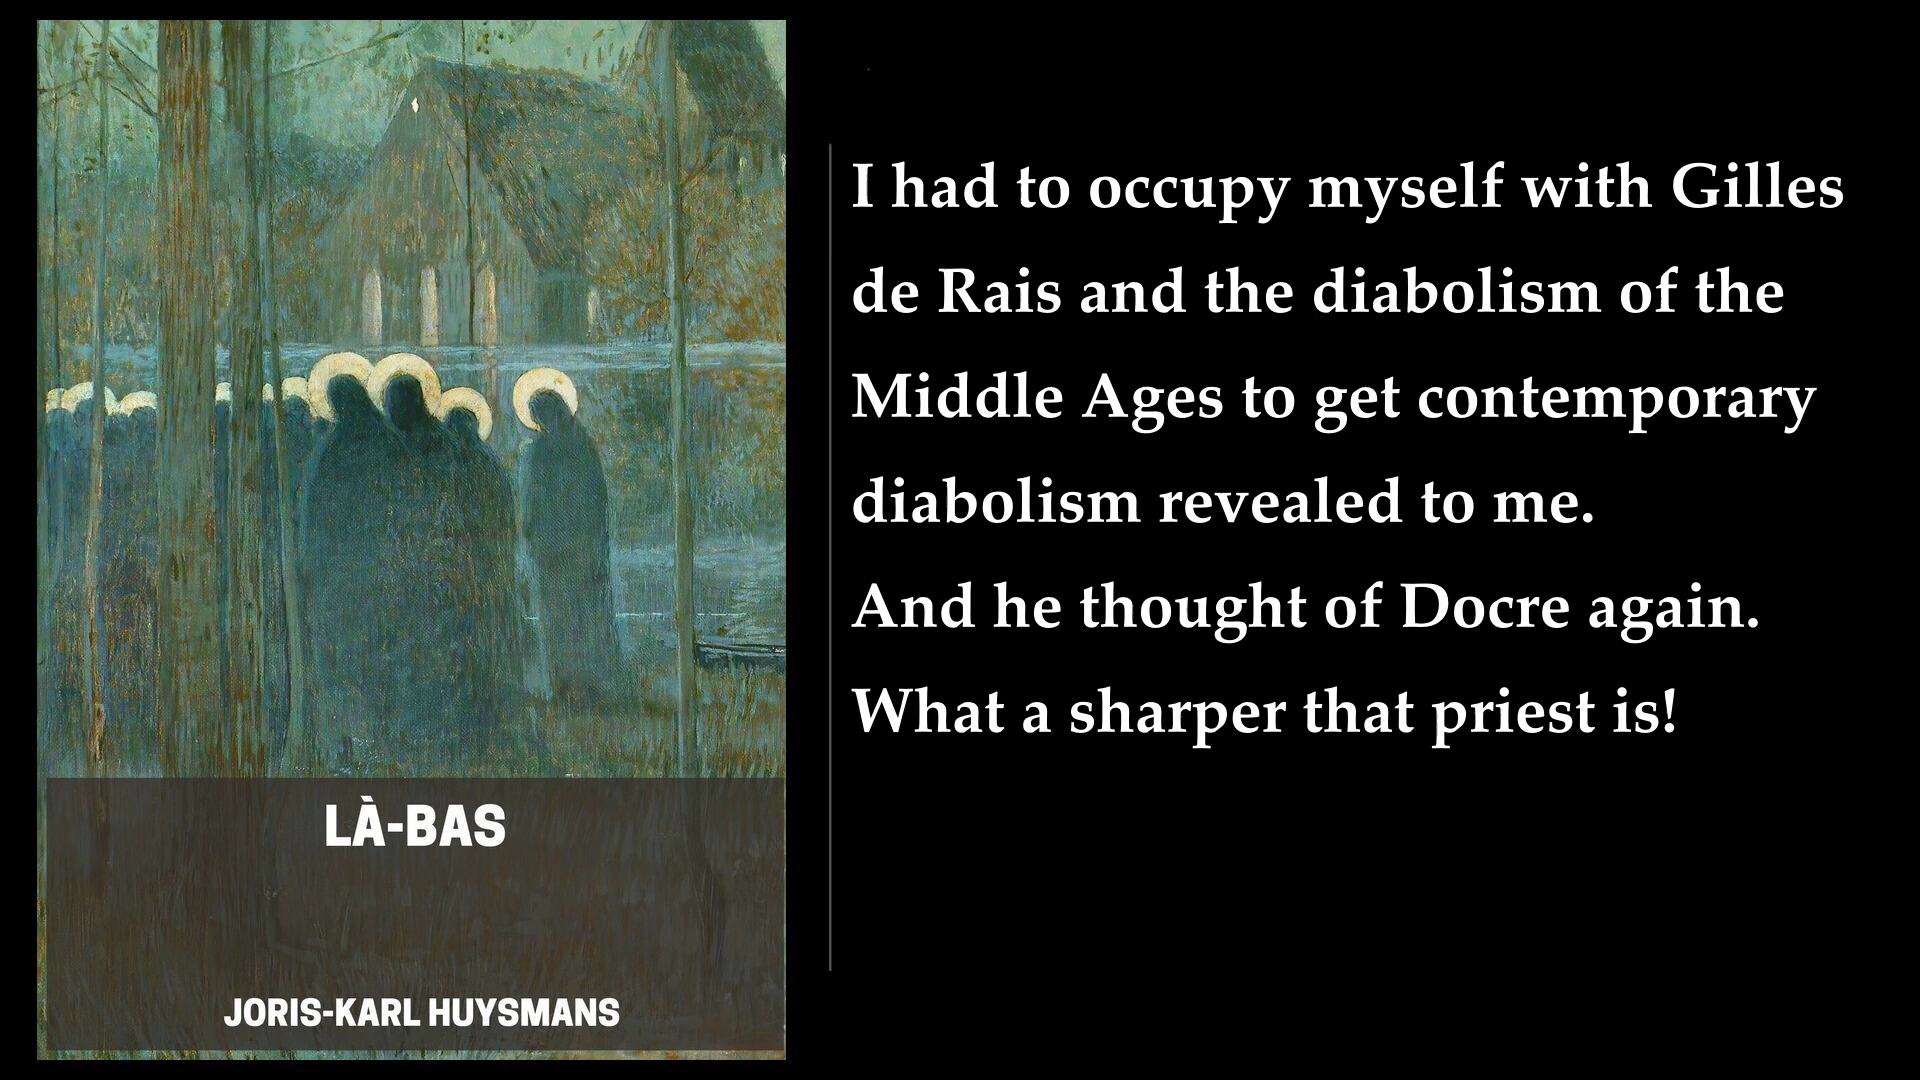 LÀ-BAS
JORIS-KARL HUYSMANS
I had to occupy myself with Gilles
de Rais and the diabolism of the
Middle Ages to get contemporary
diabolism revealed to me.
And he thought of Docre again.
What a sharper that priest is!